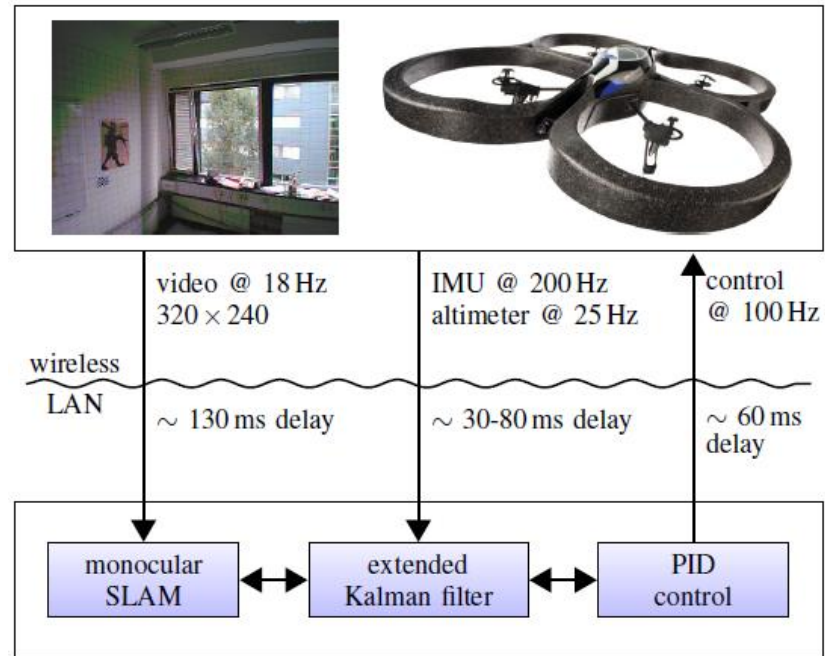 video @ 18 Hz
320 × 240
IMU @ 200 Hz
altimeter @ 25 Hz
control
@ 100 Hz
wireless
LAN
∼ 130 ms delay
∼ 30-80 ms delay
∼ 60 ms
delay
monocular
SLAM
extended
Kalman filter
PID
control